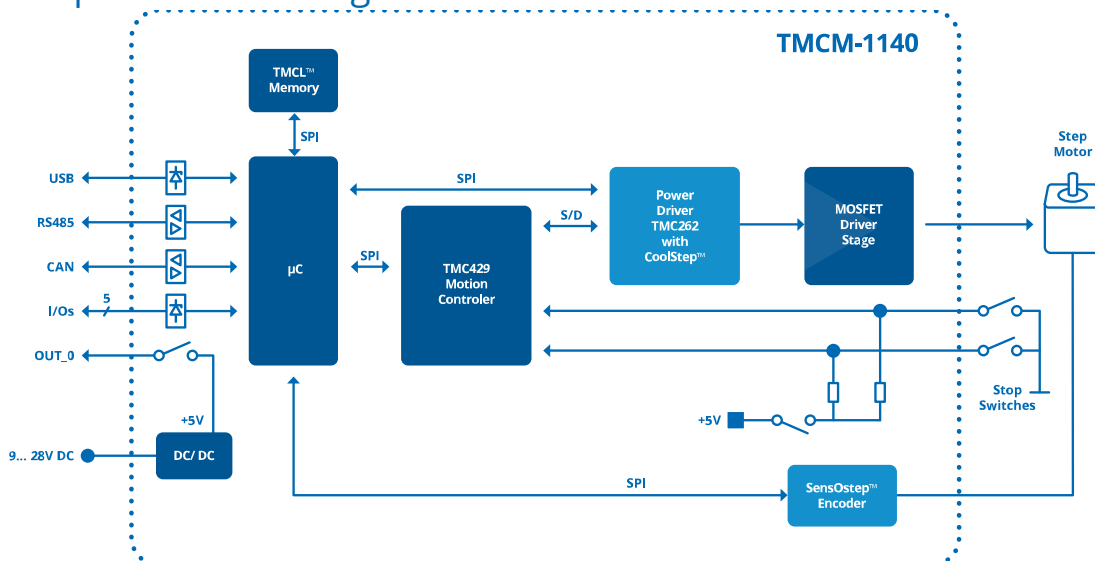 TMCM-1140
TMCL™
Memory
SPI
USB
RS485
CAN
5
I/Os
OUT_0
+5V
9... 28V DC
DC/ DC
µC
SPI
SPI
S/D
TMC429
Motion
Controler
Power
Driver
TMC262
with
CoolStep™
MOSFET
Driver
Stage
Step
Motor
Stop
Switches
+5V
SPI
SensOstep™
Encoder